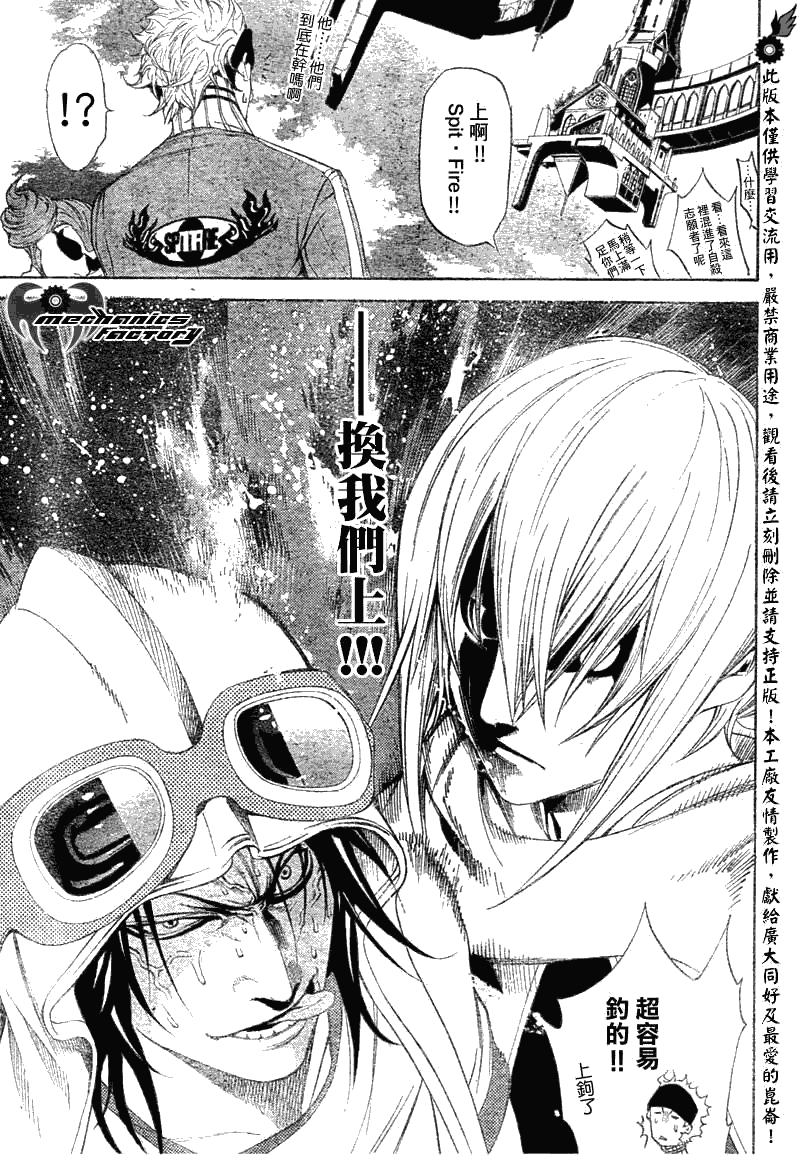 …什麼…
看…看來這
裡混進了自殺
志願者了呢
稍等一下
馬上滿
足你們
上啊!!
Spit・Fire!!
他……他們
到底在幹嗎啊
!?
SPITFIRE
mechanics
factory
——換我們上!!!
超容易
釣的!!
上鉤了
此版本僅供學習交流用，嚴禁商業用途，觀看後請立刻刪除並請支持正版！本工廠友情製作，獻給廣大同好及最愛的崑崙！